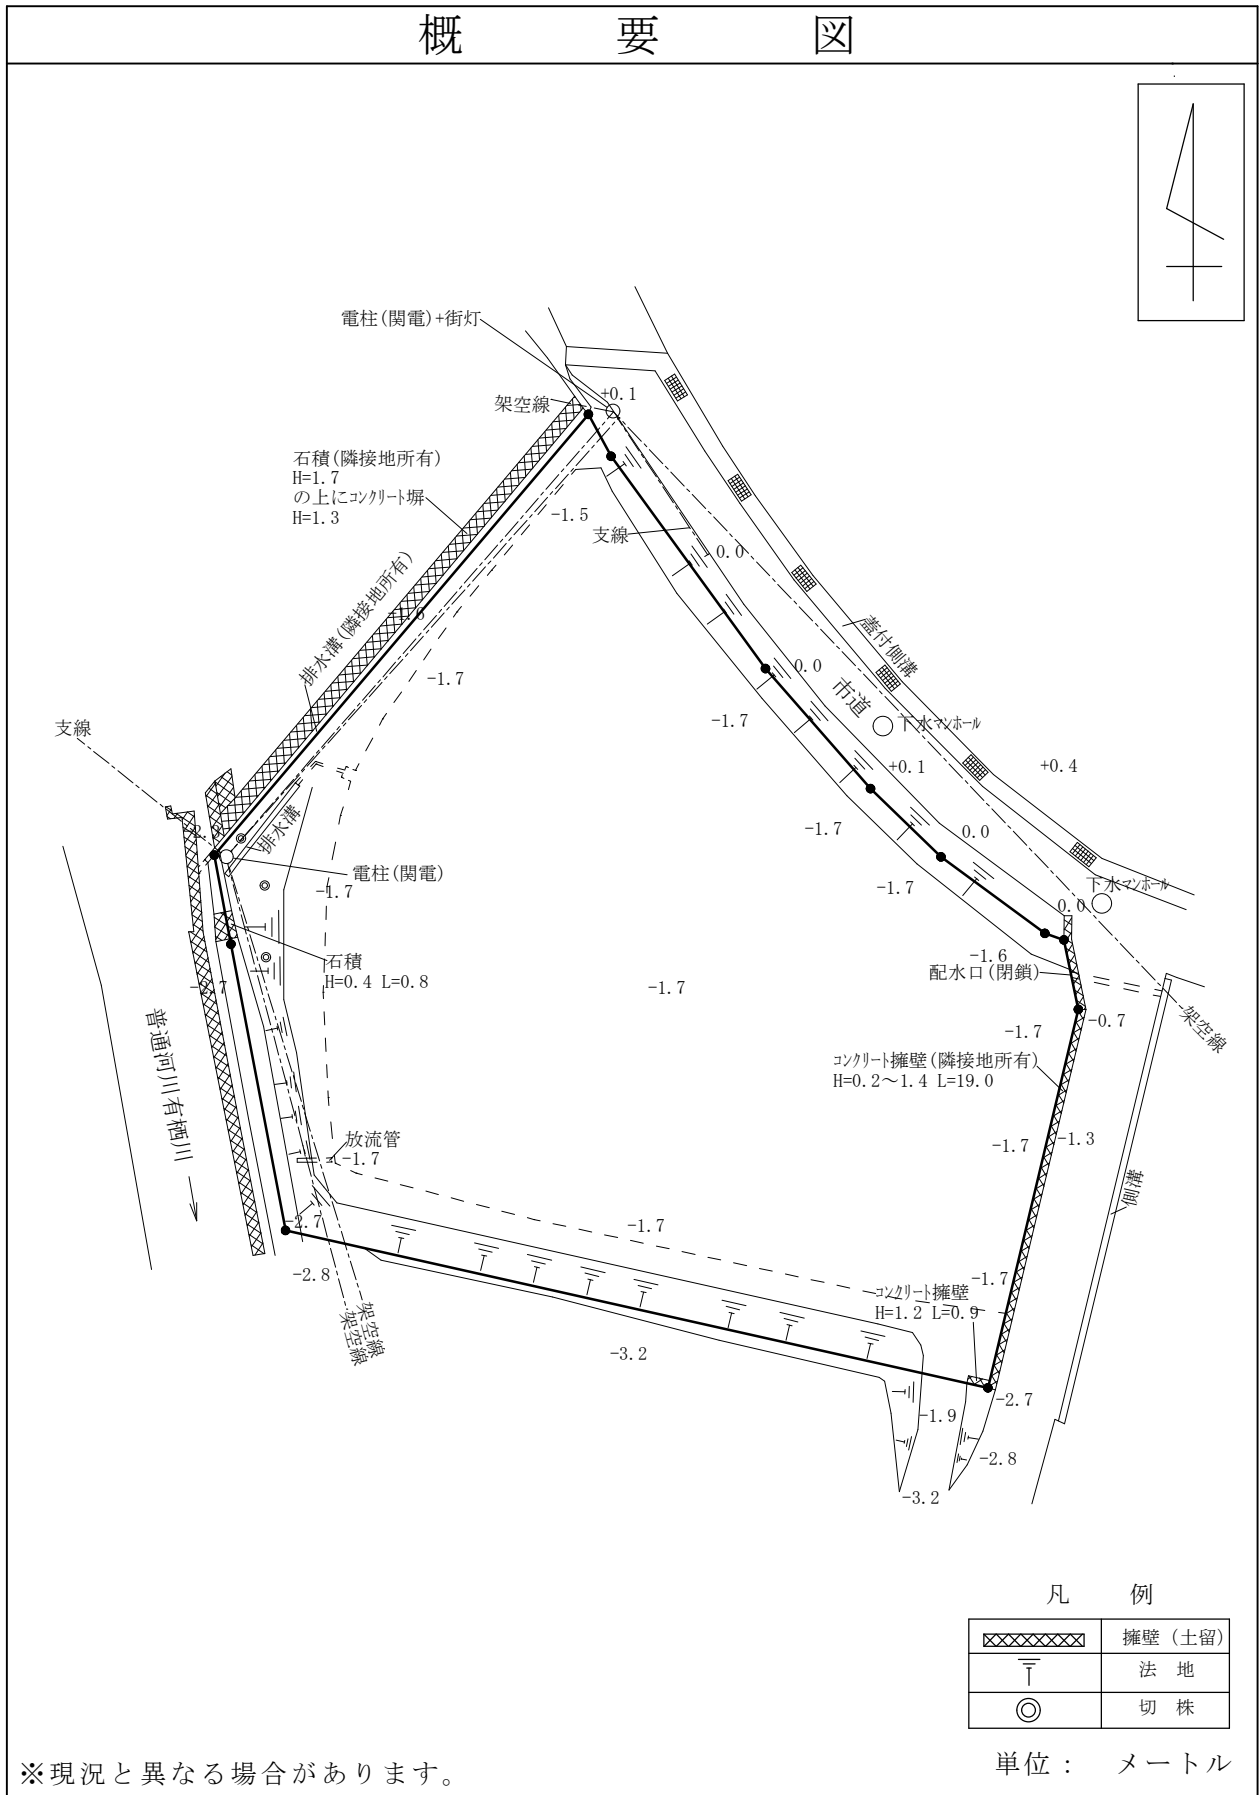 概要図
電柱(関電)+街灯
+0.1
架空線
石積(隣接地所有)
H=1.7
の上にコンクリート塀
H=1.3
-1.5
支線
0.0
排水溝(隣接地所有)
-1.6
蓋付側溝
-1.7
0.0
市道
支線
-1.7
下水マンホール
+0.1
+0.4
-1.7
0.0
排水溝
電柱(関電)
-1.7
-1.7
下水マンホール
0.0
石積
H=0.4 L=0.8
-1.6
配水口(閉鎖)
-2.7
-1.7
-1.7
-0.7
架空線
普通河川有栖川
コンクリート擁壁(隣接地所有)
H=0.2～1.4 L=19.0
放流管
-1.7
-1.7
-1.3
側溝
-2.7
-1.7
-2.8
-1.7
コンクリート擁壁
H=1.2 L=0.9
架空線
架空線
-3.2
-2.7
-1.9
-2.8
-3.2
凡例
擁壁（土留）
法地
切株
単位： メートル
※現況と異なる場合があります。